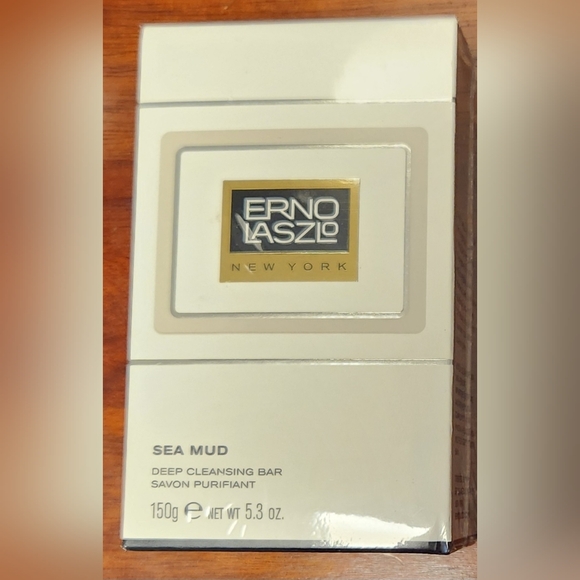 ERNO
LASZLO
NEW YORK
SEA MUD
DEEP CLEANSING BAR
SAVON PURIFIANT
150g ℮ NET WT 5.3 OZ.